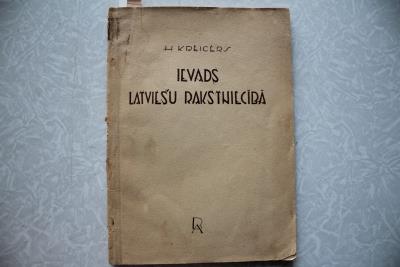 H KREICERS
IEVADS
LATVIEŠU RAKSTNIECĪBĀ